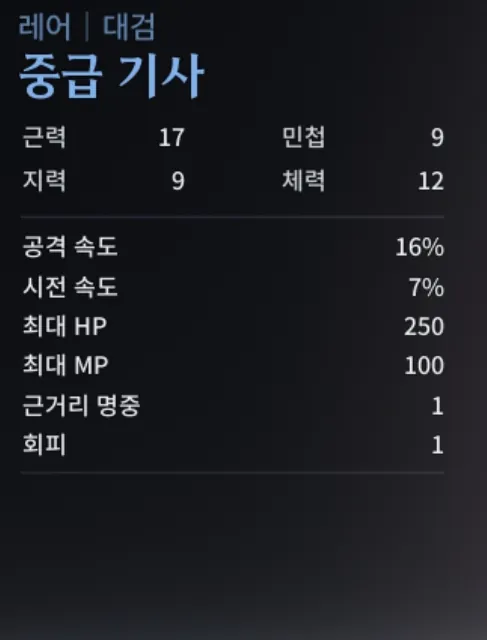 레어 | 대검
중급 기사
근력 17 민첩 9
지력 9 체력 12
공격 속도 16%
시전 속도 7%
최대 HP 250
최대 MP 100
근거리 명중 1
회피 1